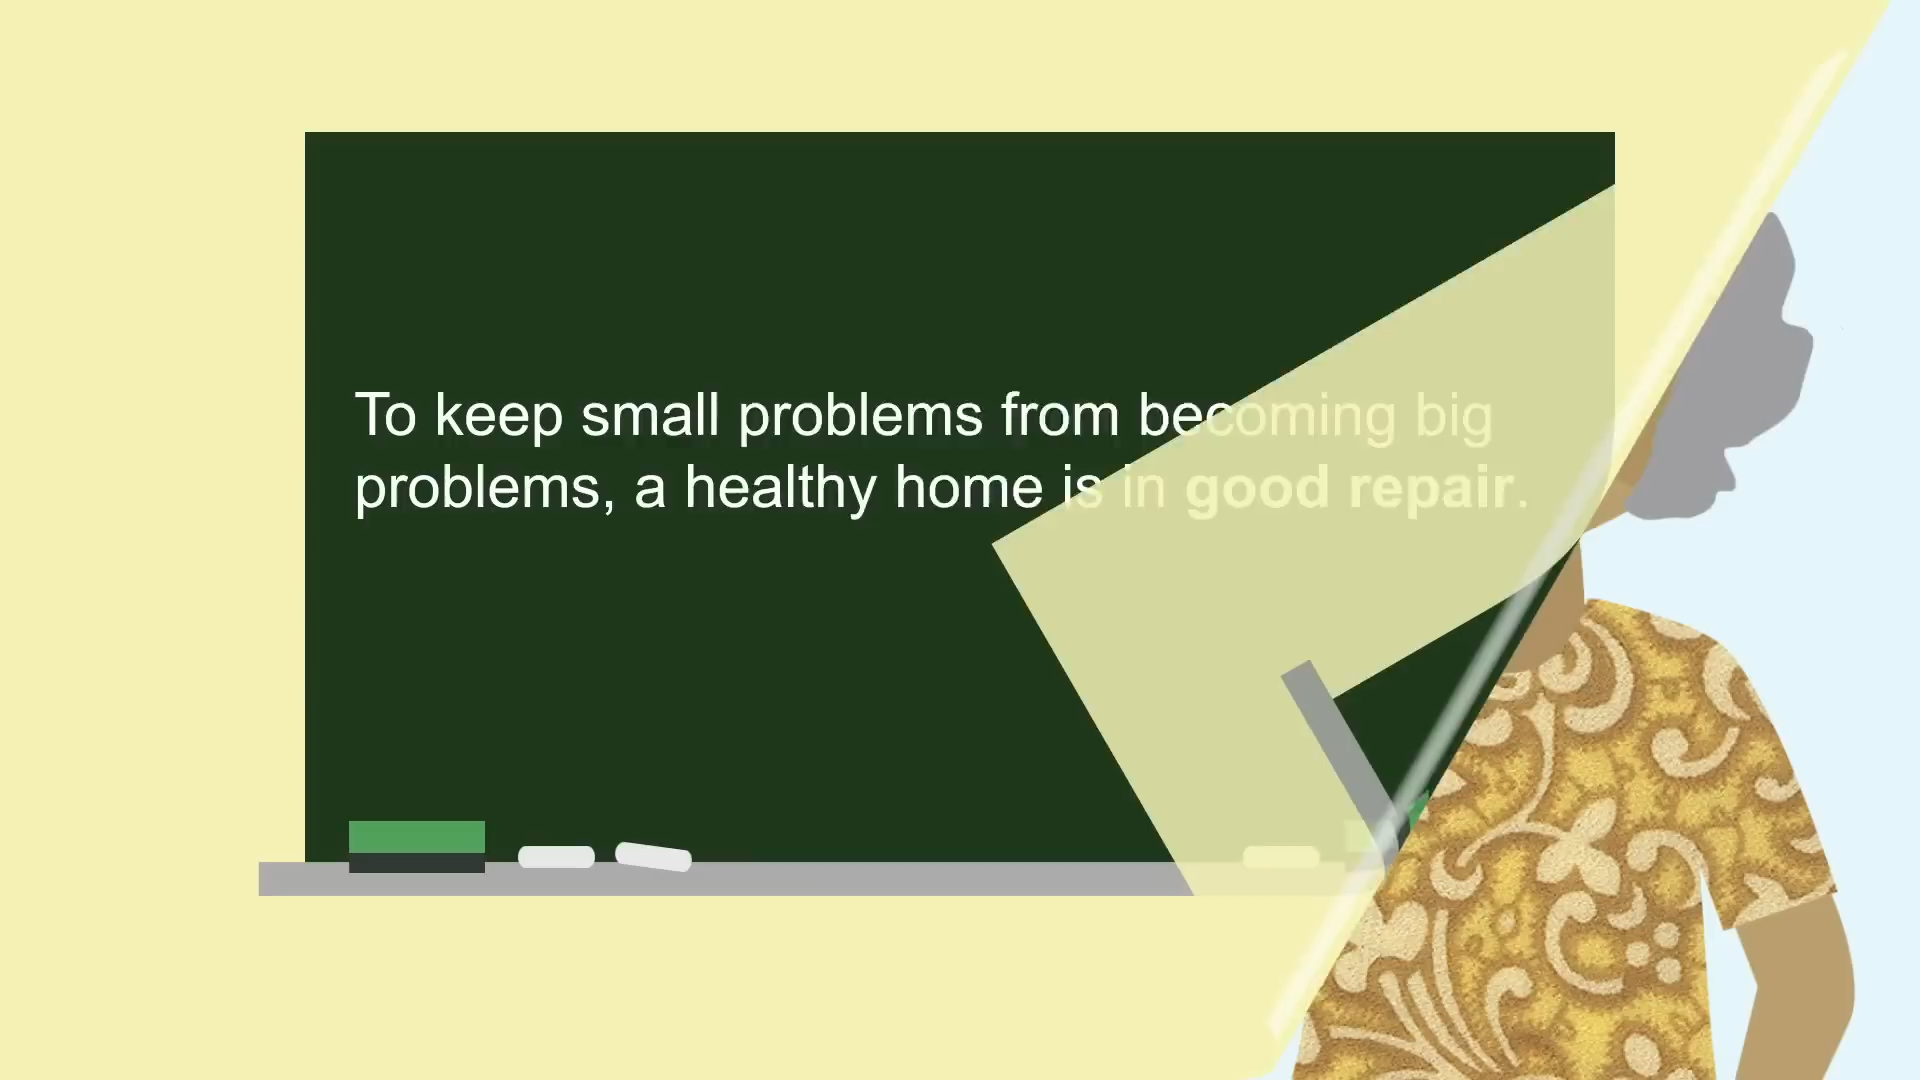 To keep small problems from becoming big
problems, a healthy home is in good repair.